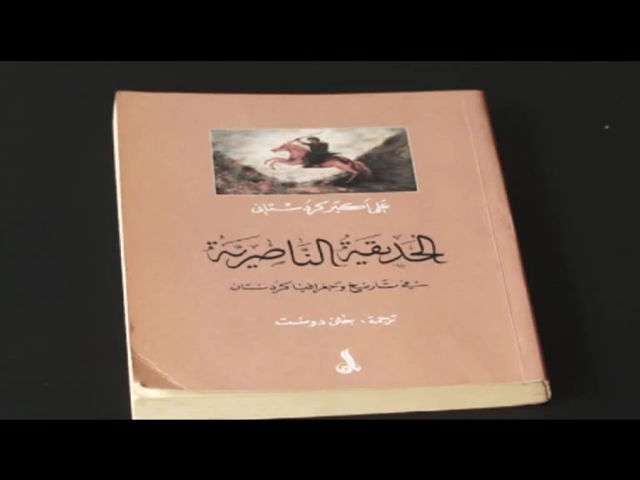 علي أكبر كردستاني
الحديقة الناصرية
في تاريخ وجغرافيا كردستان
ترجمة: جان دوست